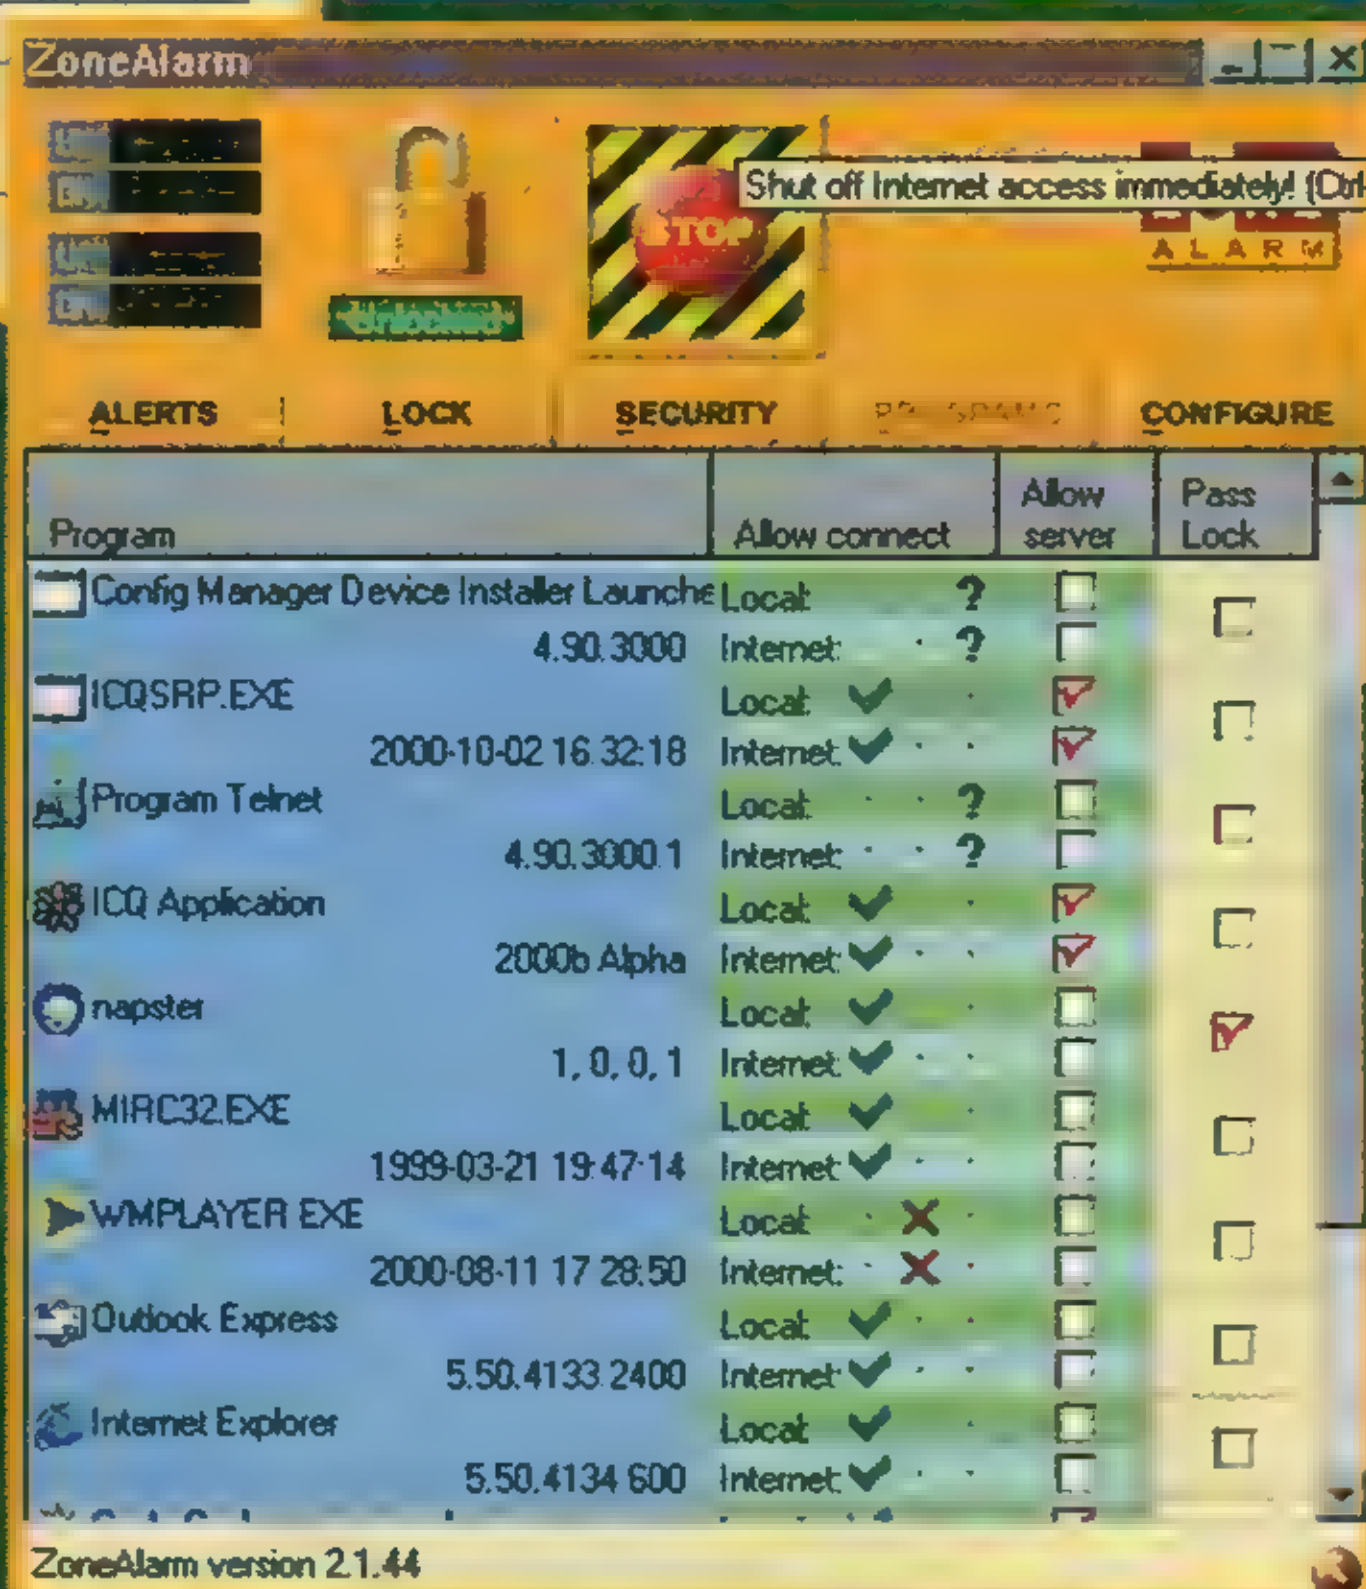 ZoneAlarm
Unlocked
STOP
Shut off Internet access immediately! (Ctrl-
ALARM
ALERTS
LOCK
SECURITY
PROGRAMS
CONFIGURE
Program
Allow connect
Allow server
Pass Lock
Config Manager Device Installer Launche Local: ?
4.90.3000 Internet: ?
ICQSRP.EXE Local:
2000-10-02 16:32:18 Internet:
Program Telnet Local: ?
4.90.3000.1 Internet: ?
ICQ Application Local:
2000b Alpha Internet:
napster Local:
1, 0, 0, 1 Internet:
MIRC32.EXE Local:
1999-03-21 19:47:14 Internet:
WMPLAYER.EXE Local:
2000-08-11 17:28:50 Internet:
Outlook Express Local:
5.50.4133.2400 Internet:
Internet Explorer Local:
5.50.4134.600 Internet:
ZoneAlarm version 2.1.44